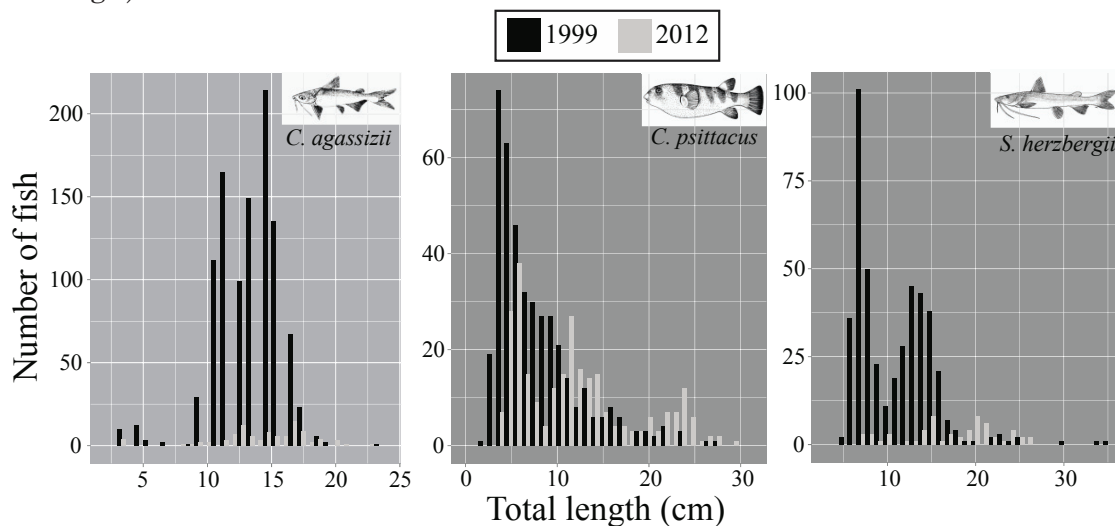 1999 2012
C. agassizii
C. psittacus
S. herzbergii
Number of fish
200
150
100
50
0
60
40
20
0
100
75
50
25
0
5 10 15 20 25
0 10 20 30
10 20 30
Total length (cm)